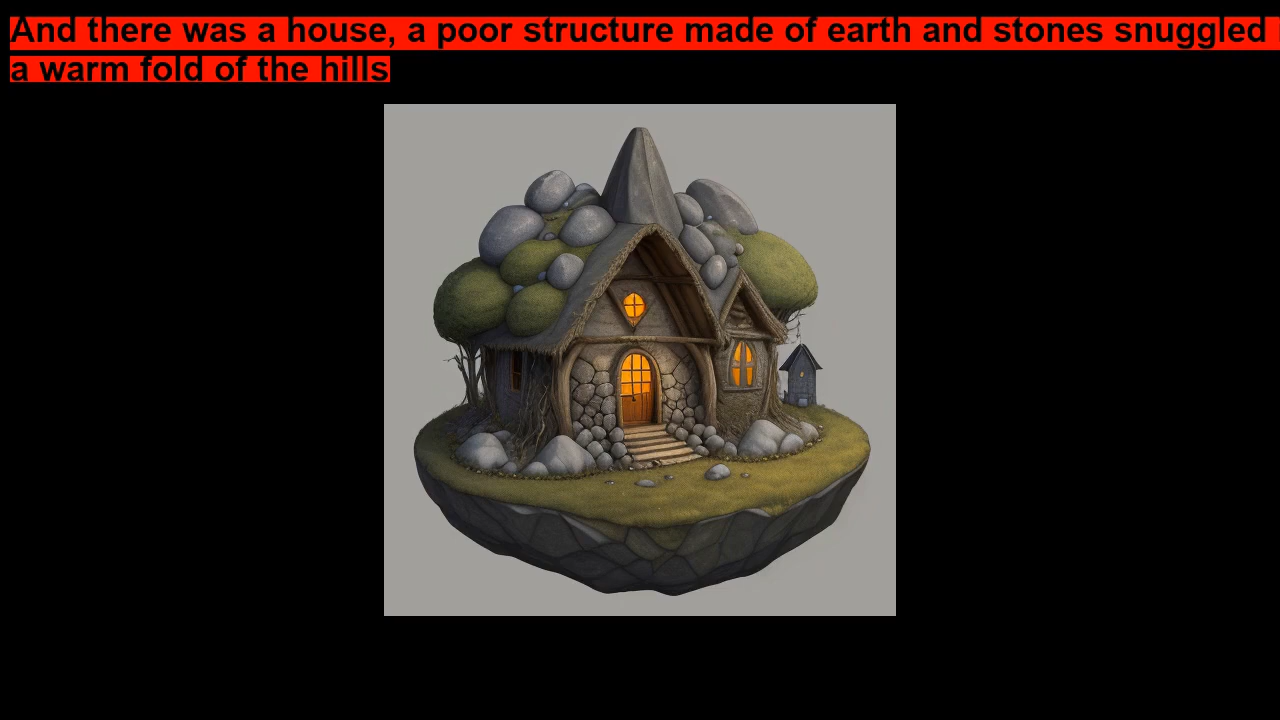 And there was a house, a poor structure made of earth and stones snuggled
a warm fold of the hills